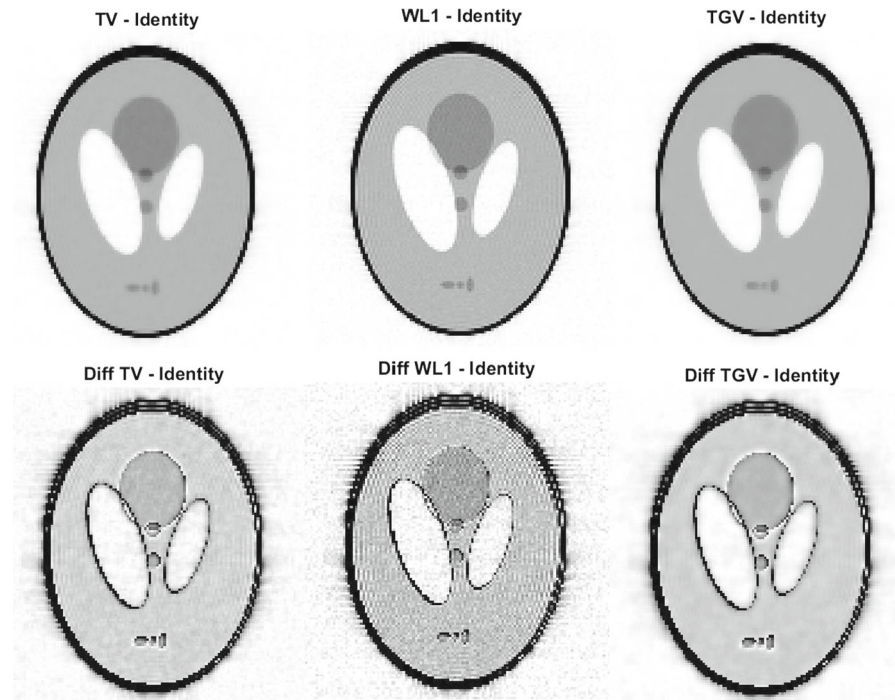 TV - Identity
WL1 - Identity
TGV - Identity
Diff TV - Identity
Diff WL1 - Identity
Diff TGV - Identity